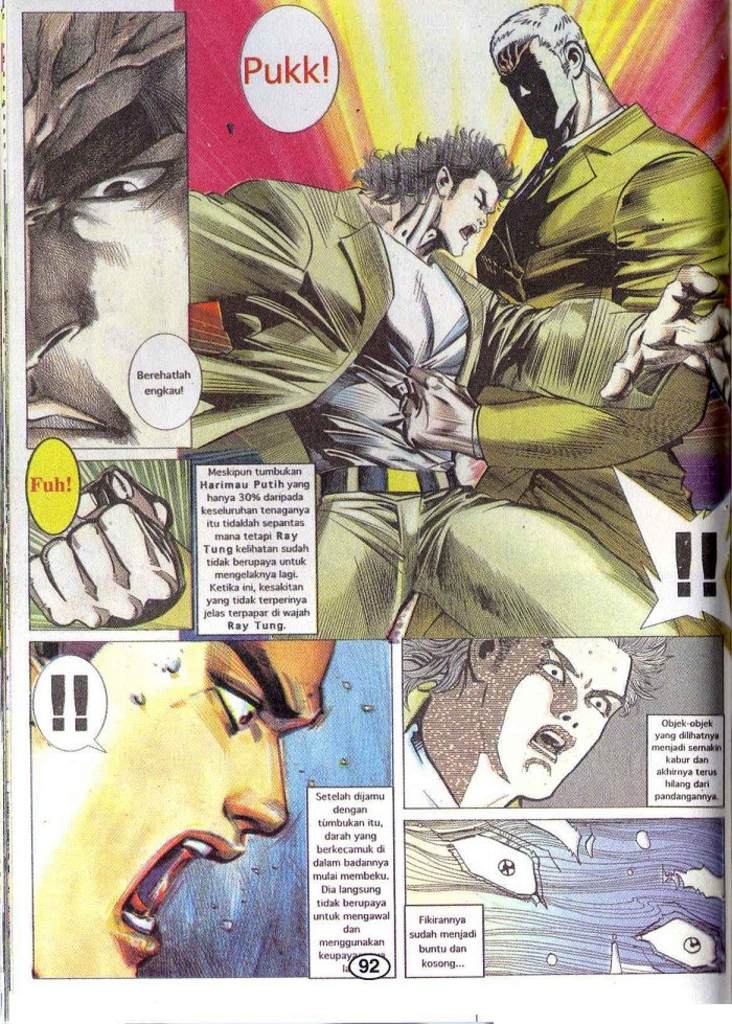 Pukk!
Berehatlah
engkau!
Fuh!
Meskipun tumbukan
Harimau Putih yang
hanya 30% daripada
keseluruhan tenaganya
itu tidaklah sepantas
mana tetapi Ray
Tung kelihatan sudah
tidak berupaya untuk
mengelaknya lagi.
Ketika ini, kesakitan
yang tidak terperinya
jelas terpapar di wajah
Ray Tung.
!!
!!
Setelah dijamu
dengan
tumbukan itu,
darah yang
berkecamuk di
dalam badannya
mulai membeku.
Dia langsung
tidak berupaya
untuk mengawal
dan
menggunakan
Objek-objek
yang dilihatnya
menjadi semakin
kabur dan
akhirnya terus
hilang dari
pandangannya.
Fikirannya
sudah menjadi
buntu dan
kosong...
92